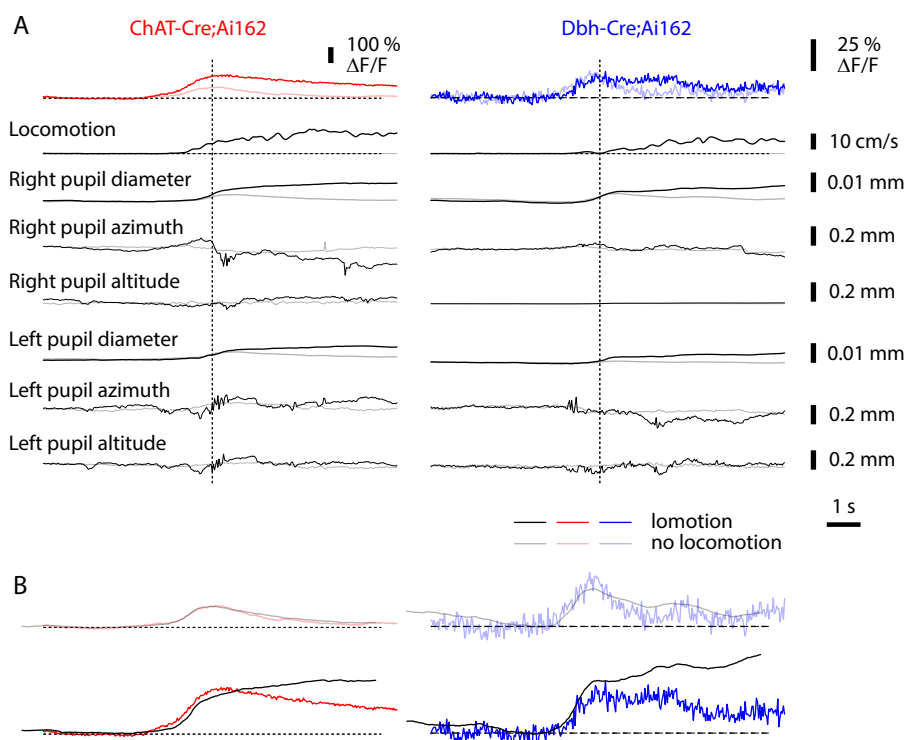 A
ChAT-Cre;Ai162
100 %
ΔF/F
Dbh-Cre;Ai162
25 %
ΔF/F
Locomotion
10 cm/s
Right pupil diameter
0.01 mm
Right pupil azimuth
0.2 mm
Right pupil altitude
0.2 mm
Left pupil diameter
0.01 mm
Left pupil azimuth
0.2 mm
Left pupil altitude
0.2 mm
1 s
lomotion
no locomotion
B